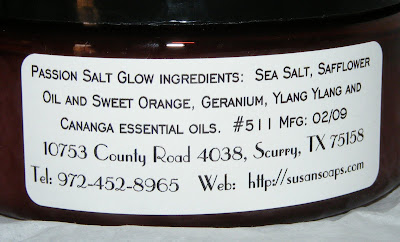 Passion Salt Glow ingredients: Sea Salt, Safflower
Oil and Sweet Orange, Geranium, Ylang Ylang and
Cananga essential oils. #511 Mfg: 02/09
10753 County Road 4038, Scurry, TX 75158
Tel: 972-452-8965 Web: http://susansoaps.com